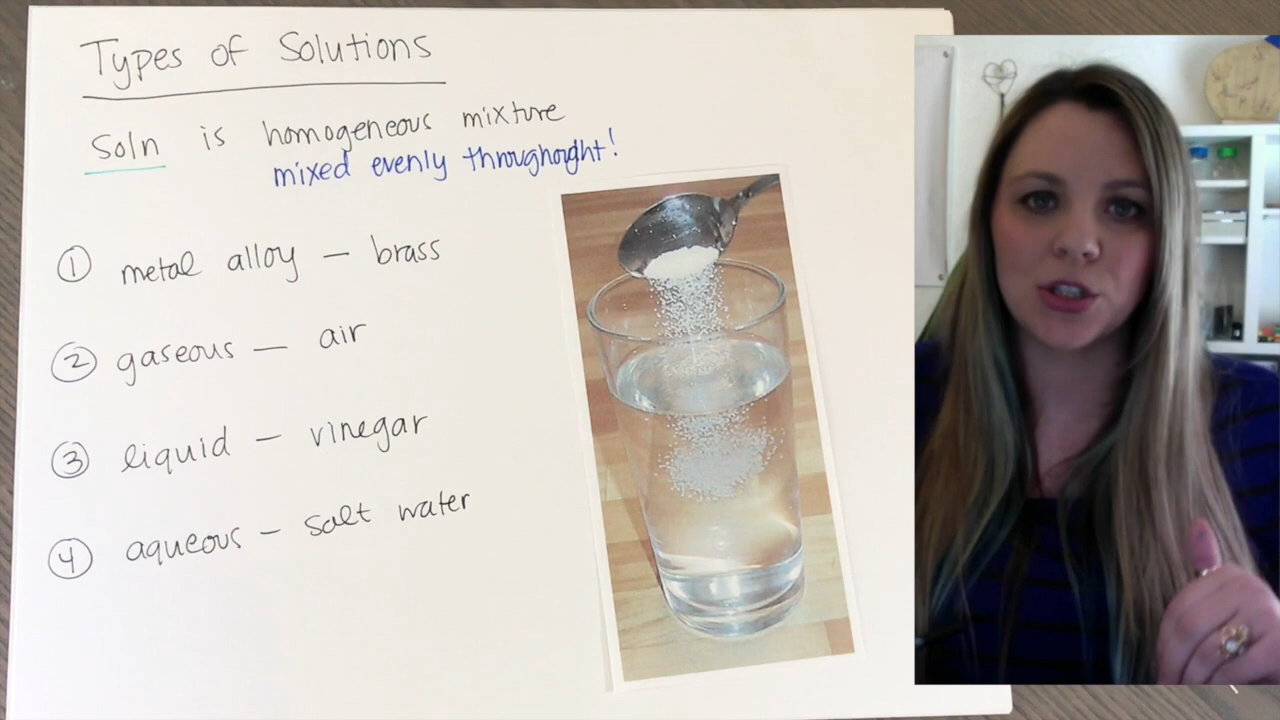 Types of Solutions
Soln is homogeneous mixture
mixed evenly throughought!
① metal alloy — brass
② gaseous — air
③ liquid — vinegar
④ aqueous — salt water